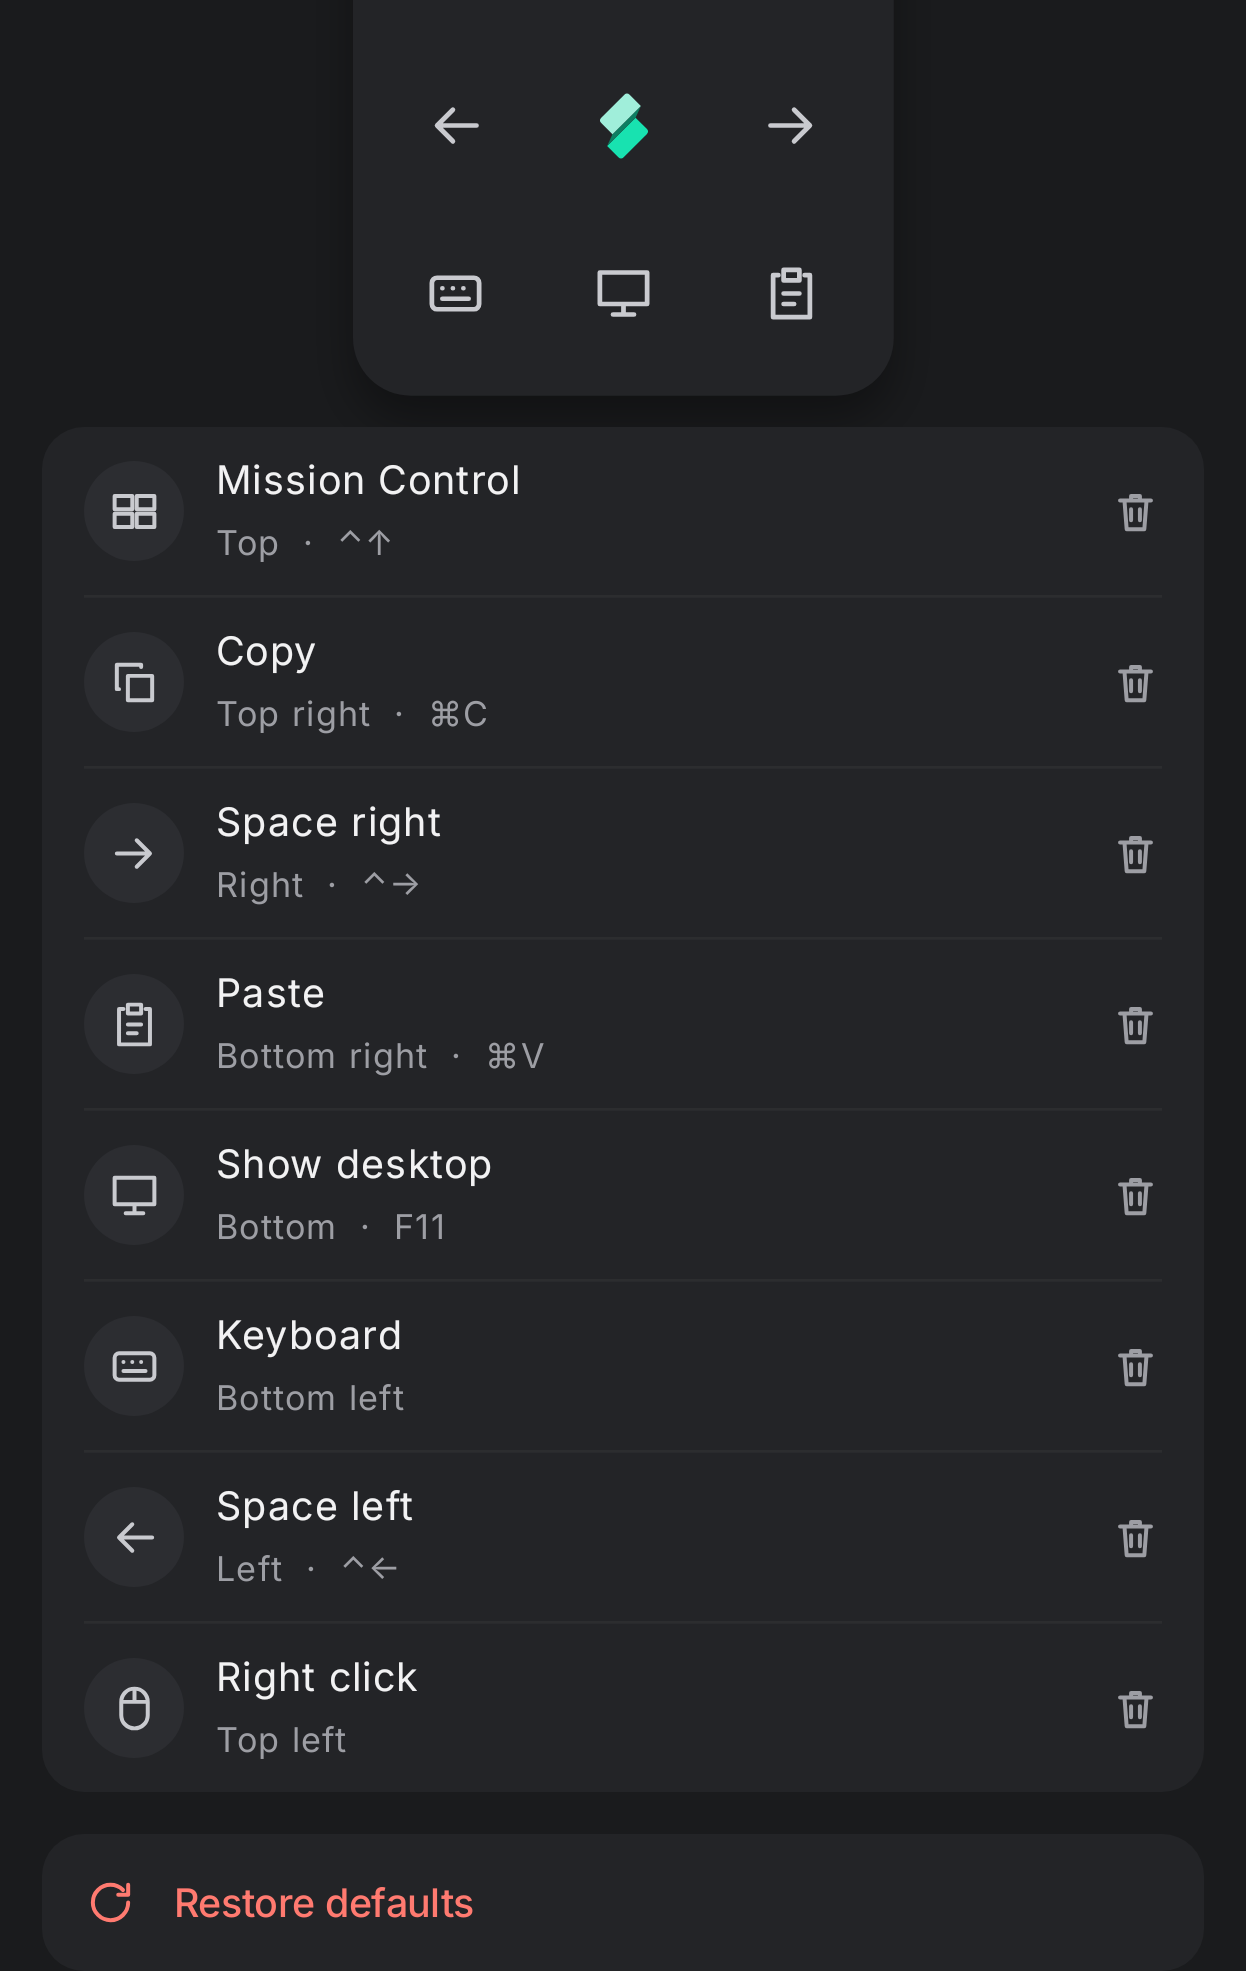 Mission Control
Top · ^↑
Copy
Top right · ⌘C
Space right
Right · ^→
Paste
Bottom right · ⌘V
Show desktop
Bottom · F11
Keyboard
Bottom left
Space left
Left · ^←
Right click
Top left
Restore defaults